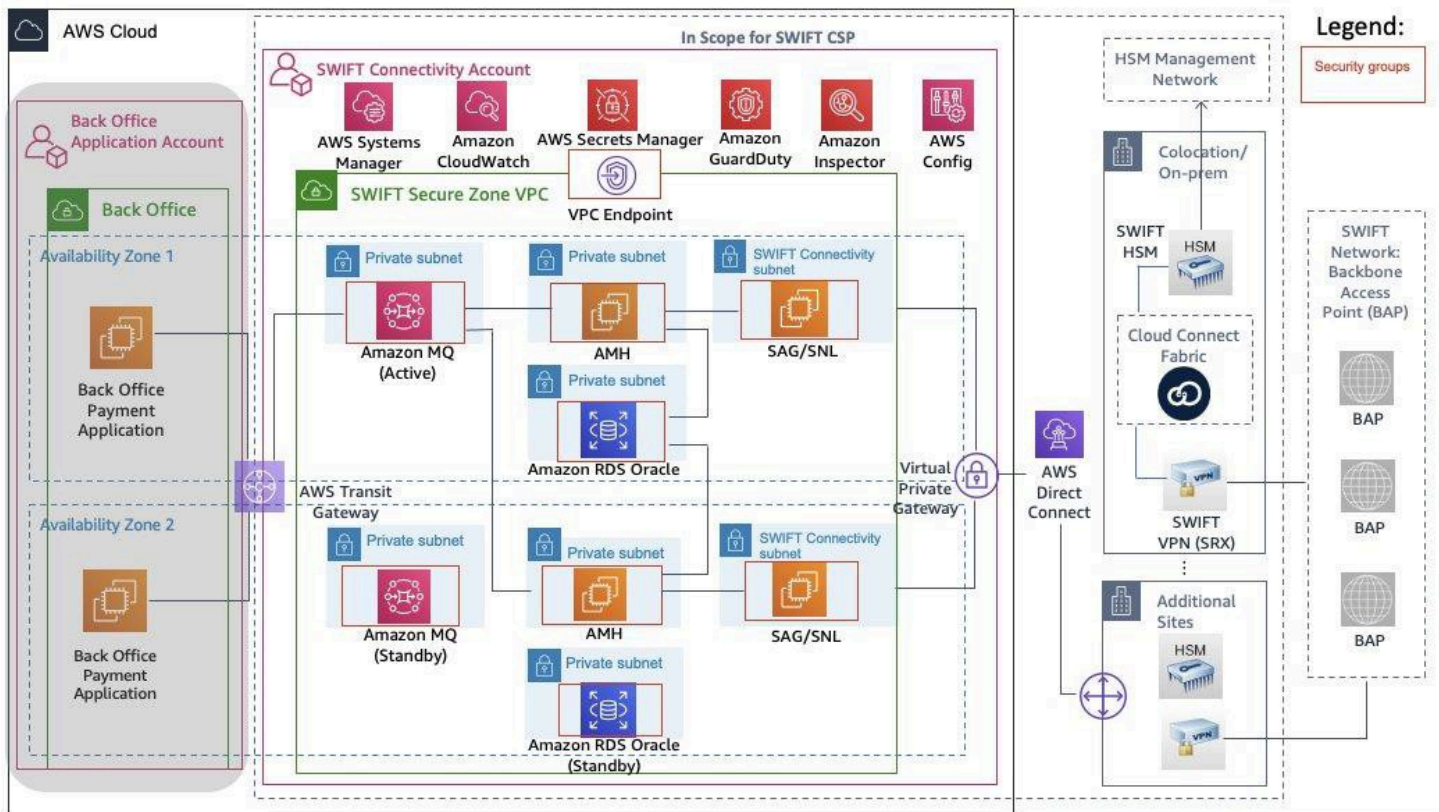 AWS Cloud
In Scope for SWIFT CSP
Legend:
Security groups
SWIFT Connectivity Account
AWS Systems
Manager
Amazon
CloudWatch
AWS Secrets Manager
Amazon
GuardDuty
Amazon
Inspector
AWS
Config
Back Office
Application Account
Back Office
SWIFT Secure Zone VPC
VPC Endpoint
Availability Zone 1
Back Office
Payment
Application
Private subnet
Amazon MQ
(Active)
Private subnet
AMH
SWIFT Connectivity
subnet
SAG/SNL
Private subnet
Amazon RDS Oracle
AWS Transit
Gateway
Virtual
Private
Gateway
Availability Zone 2
Back Office
Payment
Application
Private subnet
Amazon MQ
(Standby)
Private subnet
AMH
SWIFT Connectivity
subnet
SAG/SNL
Private subnet
Amazon RDS Oracle
(Standby)
AWS
Direct
Connect
HSM Management
Network
Colocation/
On-prem
SWIFT
HSM
HSM
Cloud Connect
Fabric
VPN
SWIFT
VPN (SRX)
Additional
Sites
HSM
VPN
SWIFT
Network:
Backbone
Access
Point (BAP)
BAP
BAP
BAP